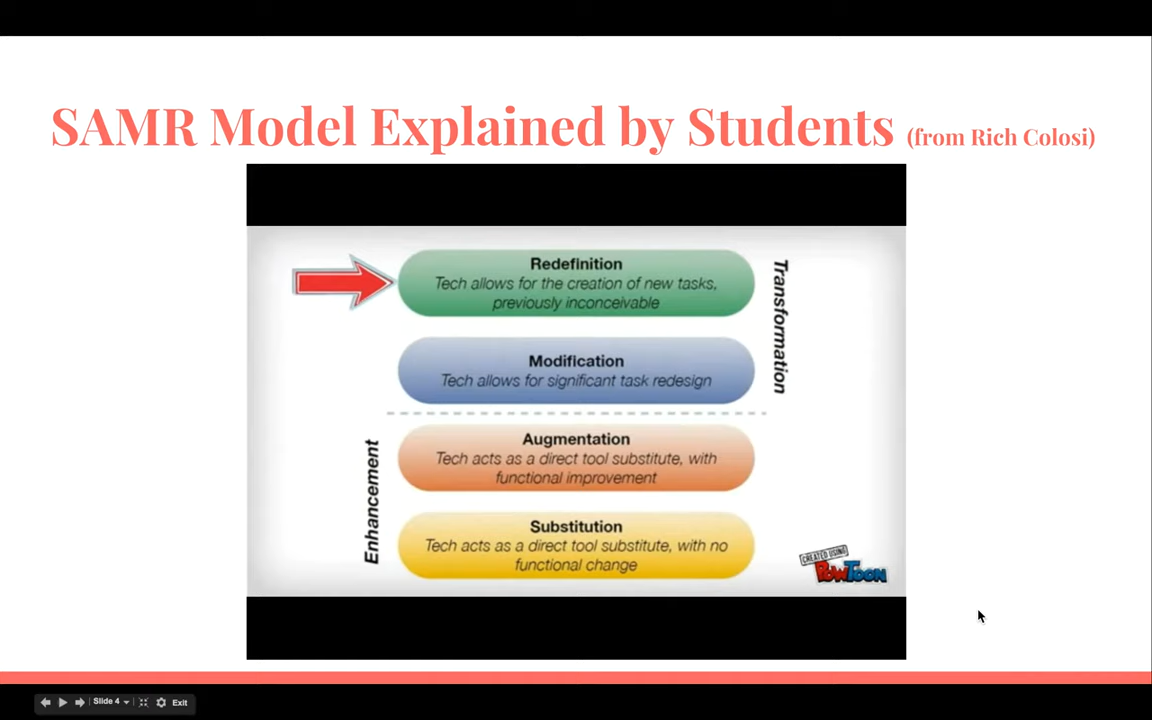 SAMR Model Explained by Students (from Rich Colosi)
Redefinition
Tech allows for the creation of new tasks,
previously inconceivable
Modification
Tech allows for significant task redesign
Transformation
Augmentation
Tech acts as a direct tool substitute, with
functional improvement
Substitution
Tech acts as a direct tool substitute, with no
functional change
Enhancement
CREATED USING
POWTOON
Slide 4
Exit